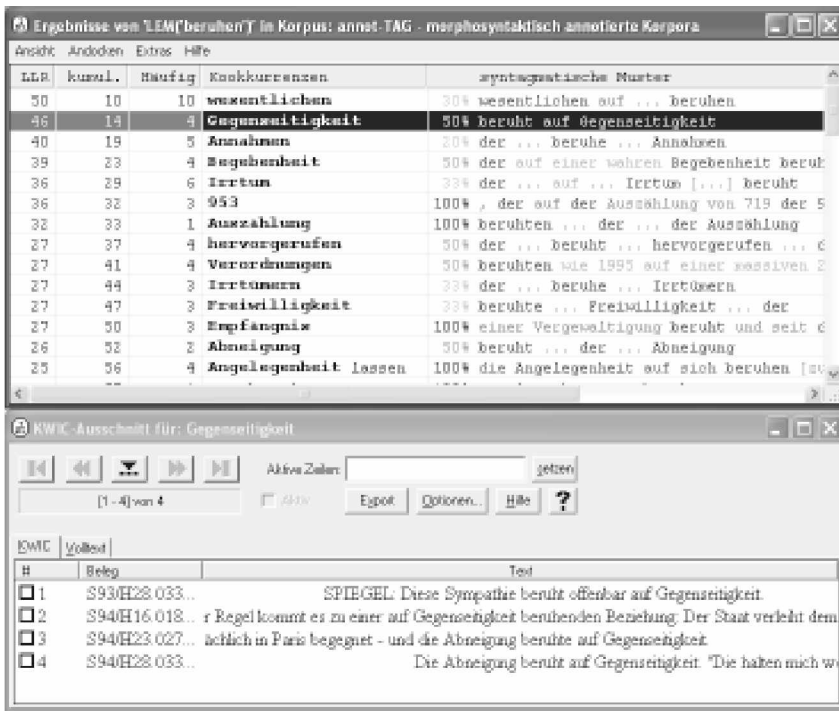 Ergebnisse von 'LEM('beruhen')' in Korpus: annot-TAG - morphosyntaktisch annotierte Korpora
Ansicht Andocken Extras Hilfe
LLR kumul. Häufig Kookkurrenzen syntagmatische Muster
50 10 10 wesentlichen 30% wesentlichen auf ... beruhen
46 14 4 Gegenseitigkeit 50% beruht auf Gegenseitigkeit
40 19 5 Annahmen 20% der ... beruhe ... Annahmen
39 23 4 Begebenheit 50% der auf einer wahren Begebenheit beruh
36 29 6 Irrtum 33% der ... auf ... Irrtum [...] beruht
36 32 3 953 100% , der auf der Auszählung von 719 der 5
32 33 1 Auszählung 100% beruhten ... der ... der Auszählung
27 37 4 hervorgerufen 50% der ... beruht ... hervorgerufen ... d
27 41 4 Verordnungen 50% beruhten wie 1995 auf einer massiven 2
27 44 3 Irrtümern 33% der ... beruhe ... Irrtümern
27 47 3 Freiwilligkeit 33% beruhte ... Freiwilligkeit ... der
27 50 3 Empfängnis 100% einer Vergewaltigung beruht und seit d
26 52 2 Abneigung 50% beruht ... der ... Abneigung
25 56 4 Angelegenheit lassen 100% die Angelegenheit auf sich beruhen
KWIC-Ausschnitt für: Gegenseitigkeit
Aktive Zeilen: setzen
[1 - 4] von 4 Aktiv Export Optionen... Hilfe ?
KWIC Volltext
# Beleg Text
1 S93/H28.033... SPIEGEL: Diese Sympathie beruht offenbar auf Gegenseitigkeit.
2 S94/H16.018... r Regel kommt es zu einer auf Gegenseitigkeit beruhenden Beziehung: Der Staat verleiht dem
3 S94/H23.027... ächlich in Paris begegnet - und die Abneigung beruhte auf Gegenseitigkeit.
4 S94/H28.033... Die Abneigung beruht auf Gegenseitigkeit. "Die halten mich wo